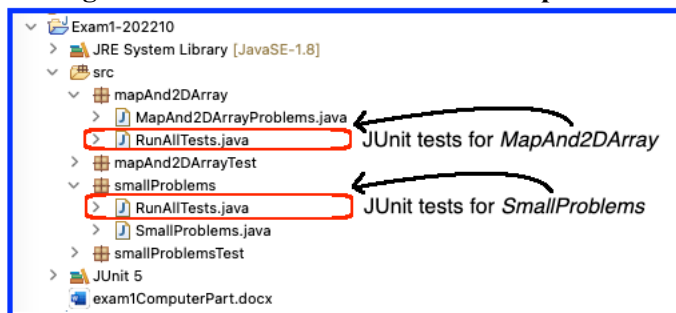 Exam1-202210
JRE System Library [JavaSE-1.8]
src
mapAnd2DArray
MapAnd2DArrayProblems.java
RunAllTests.java JUnit tests for MapAnd2DArray
mapAnd2DArrayTest
smallProblems
RunAllTests.java JUnit tests for SmallProblems
SmallProblems.java
smallProblemsTest
JUnit 5
exam1ComputerPart.docx